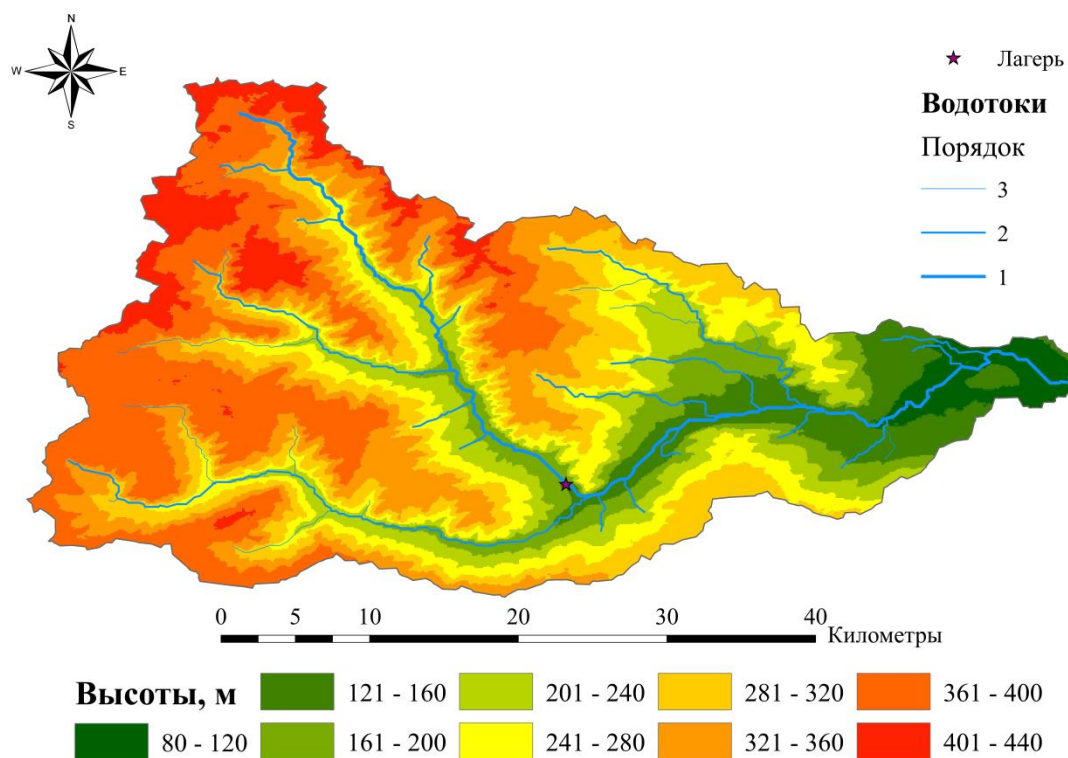 N
W E
S
Лагерь
Водотоки
Порядок
3
2
1
0 5 10 20 30 40
Километры
Высоты, м
121 - 160 201 - 240 281 - 320 361 - 400
80 - 120 161 - 200 241 - 280 321 - 360 401 - 440